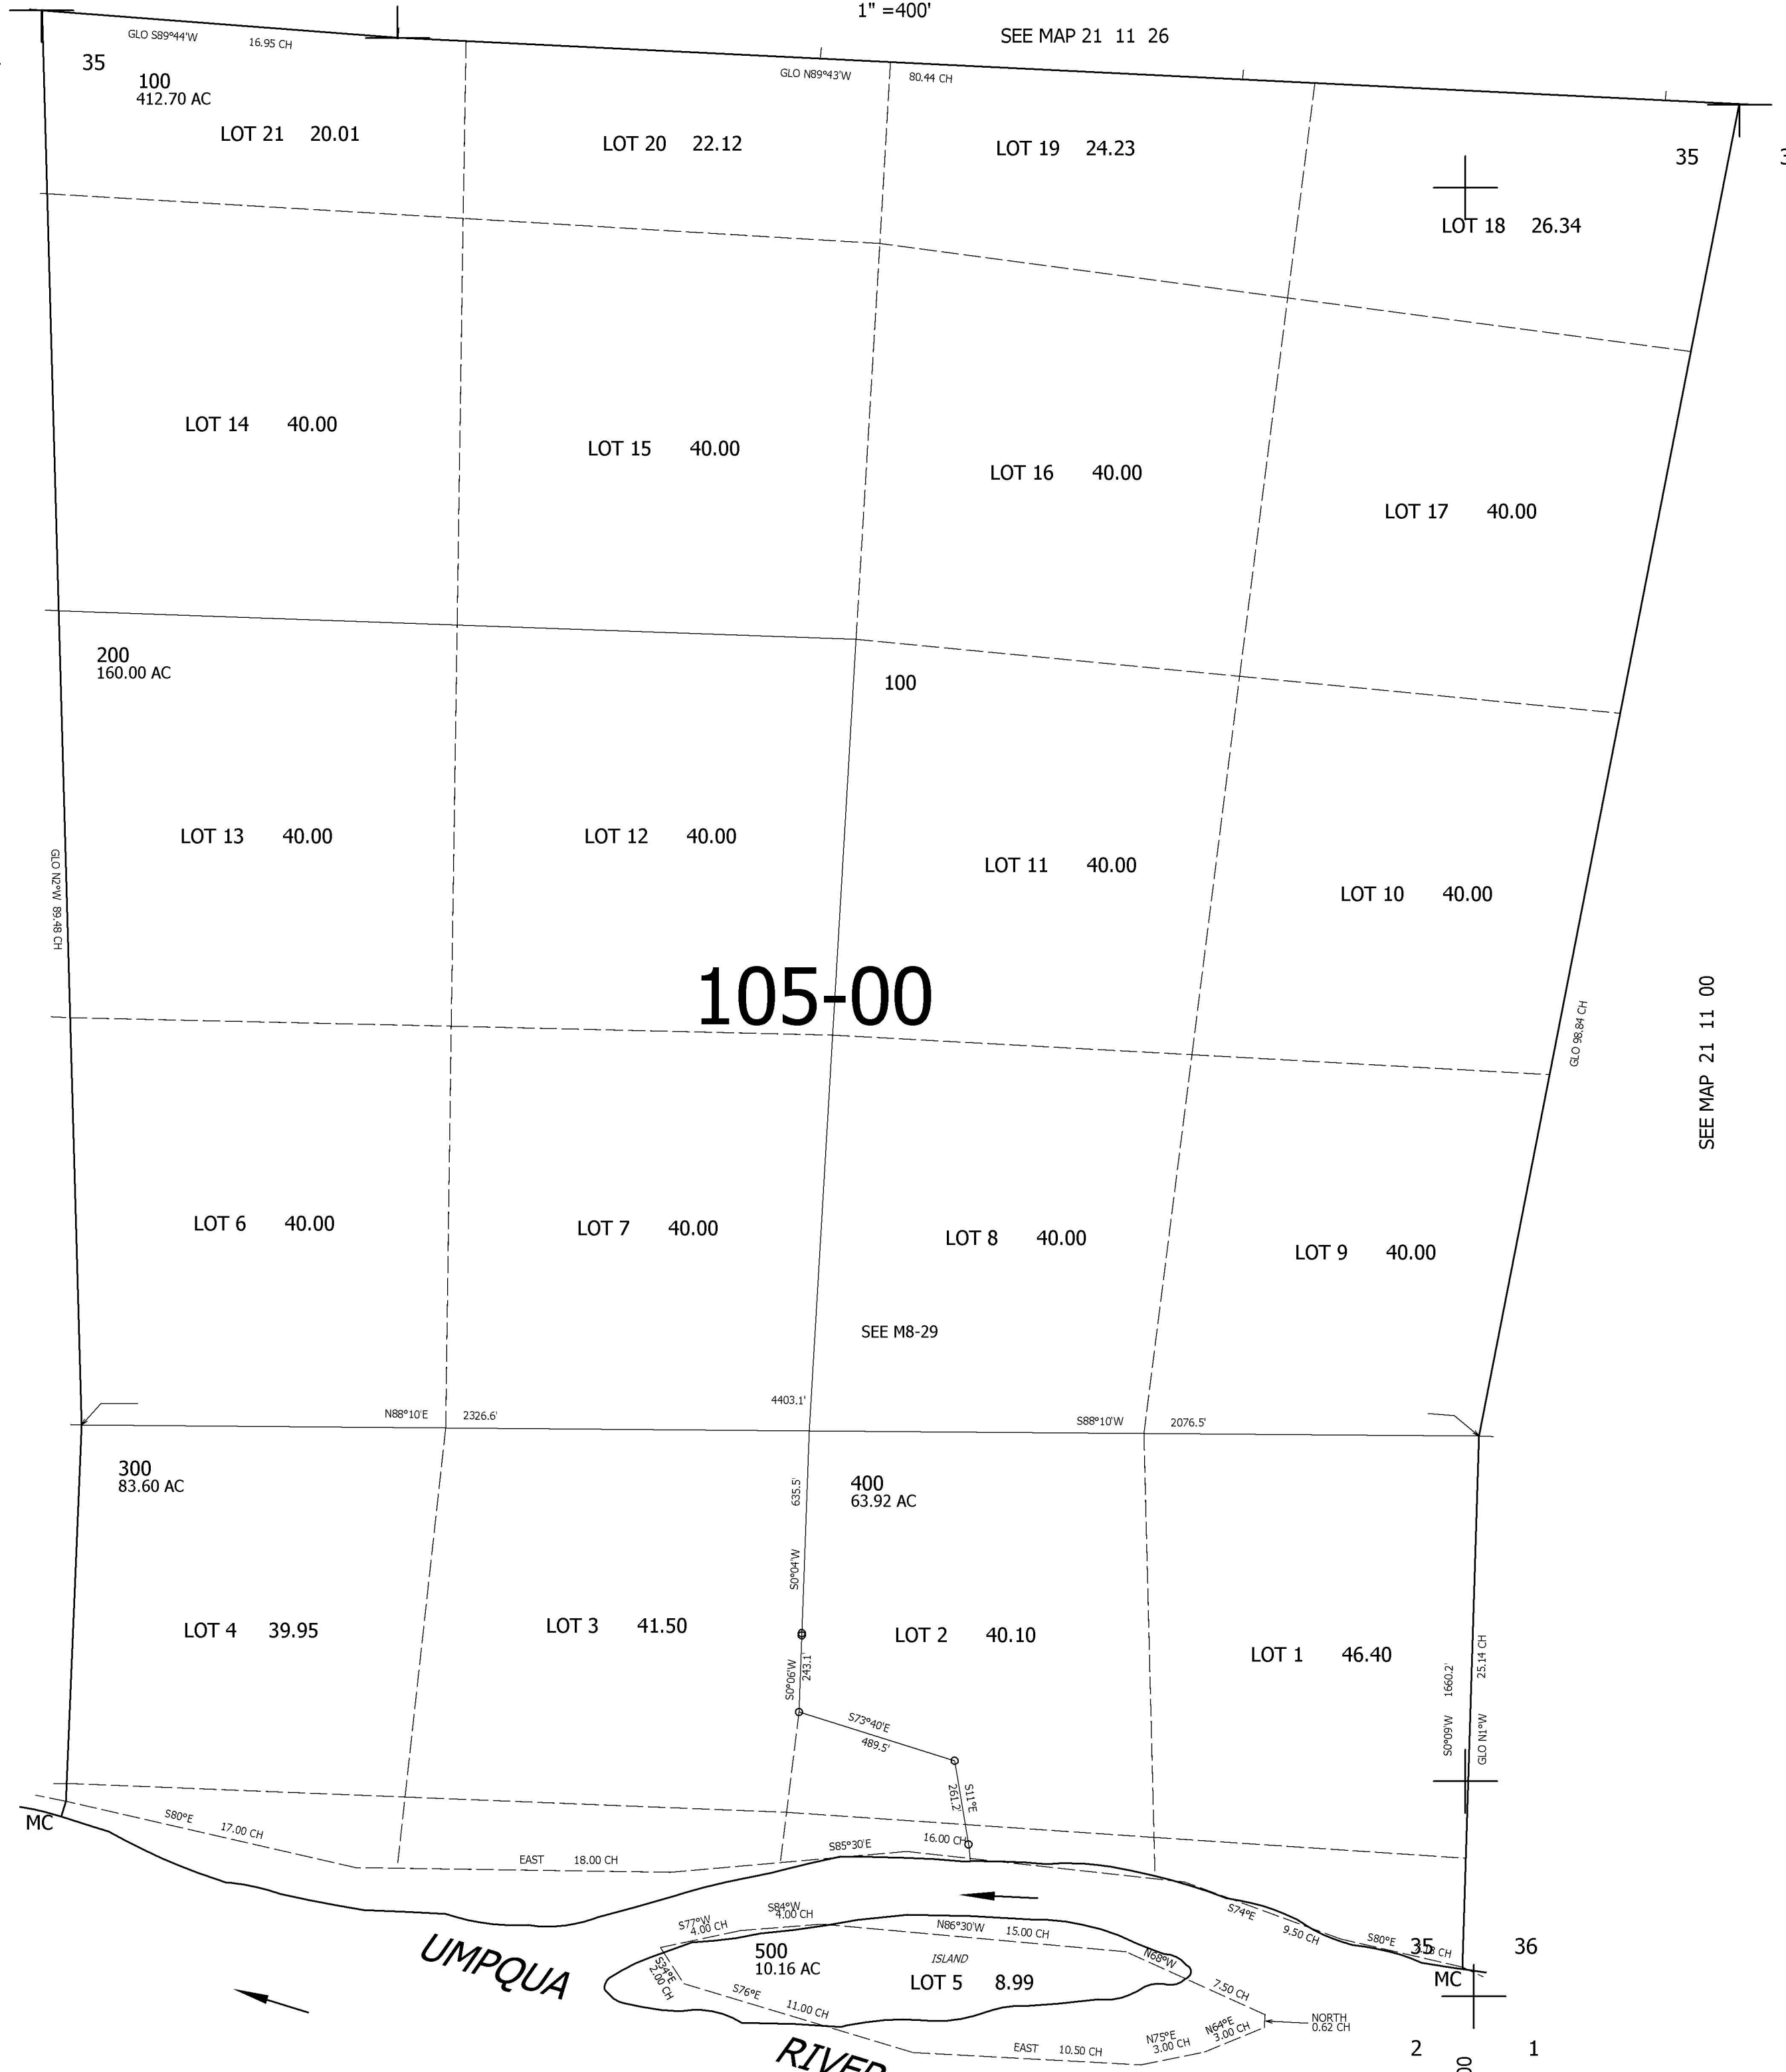 1" =400'
SEE MAP 21 11 26
GLO S89°44'W 16.95 CH
GLO N89°43'W 80.44 CH
35
100
412.70 AC
LOT 21 20.01
LOT 20 22.12
LOT 19 24.23
35
LOT 18 26.34
LOT 14 40.00
LOT 15 40.00
LOT 16 40.00
LOT 17 40.00
200
160.00 AC
100
LOT 13 40.00
LOT 12 40.00
LOT 11 40.00
LOT 10 40.00
GLO N2°W 89.48 CH
105-00
GLO 98.84 CH
SEE MAP 21 11 00
LOT 6 40.00
LOT 7 40.00
LOT 8 40.00
LOT 9 40.00
SEE M8-29
4403.1'
N88°10'E 2326.6'
S88°10'W 2076.5'
300
83.60 AC
400
63.92 AC
635.5'
S0°04'W
LOT 4 39.95
LOT 3 41.50
LOT 2 40.10
LOT 1 46.40
S0°06'W
243.1'
S73°40'E
489.5'
S11°E
261.2'
S0°09'W 1660.2'
GLO N1°W 25.14 CH
MC
S80°E 17.00 CH
EAST 18.00 CH
S85°30'E 16.00 CH
S74°E 9.50 CH
S80°E
35
36
MC
UMPQUA
RIVER
S77°W
4.00 CH
S84°W
4.00 CH
N86°30'W 15.00 CH
N68°W 7.50 CH
500
10.16 AC
ISLAND
LOT 5 8.99
S34°E
2.00 CH
S76°E 11.00 CH
EAST 10.50 CH
N75°E
3.00 CH
N64°E
3.00 CH
NORTH
0.62 CH
2
1